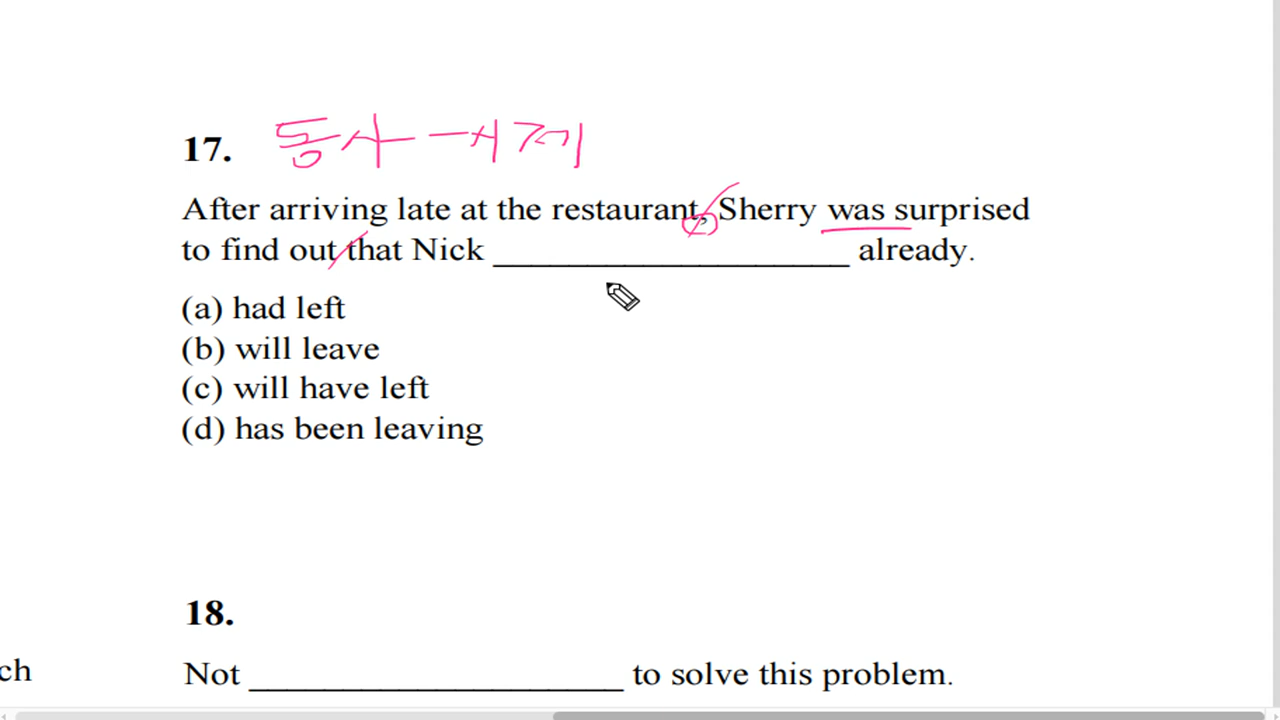 17. 동사 - 시제
After arriving late at the restaurant, Sherry was surprised
to find out that Nick ____________________ already.
(a) had left
(b) will leave
(c) will have left
(d) has been leaving
18.
ch
Not ____________________ to solve this problem.